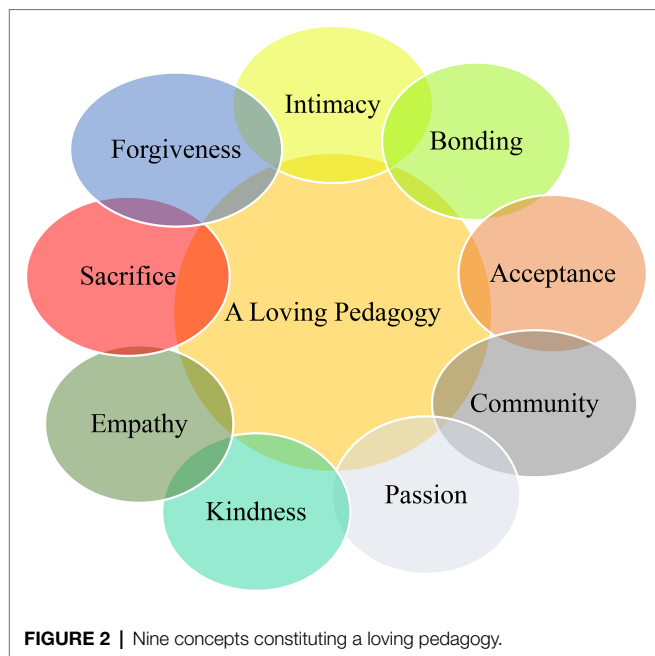 Intimacy
Bonding
Forgiveness
Sacrifice
Acceptance
A Loving Pedagogy
Community
Empathy
Passion
Kindness
FIGURE 2 | Nine concepts constituting a loving pedagogy.